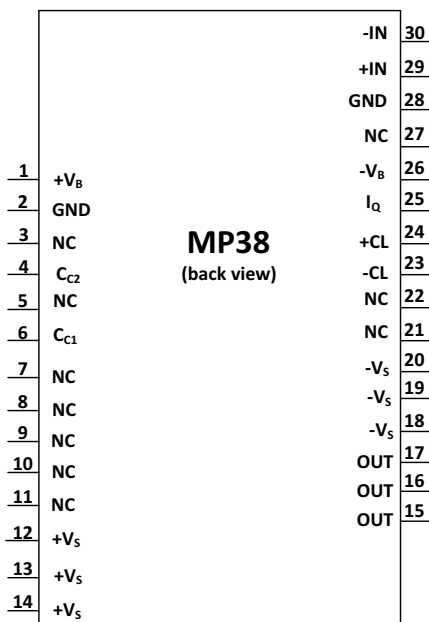 MP38
(back view)
1 +VB
2 GND
3 NC
4 CC2
5 NC
6 CC1
7 NC
8 NC
9 NC
10 NC
11 NC
12 +VS
13 +VS
14 +VS
-IN 30
+IN 29
GND 28
NC 27
-VB 26
IQ 25
+CL 24
-CL 23
NC 22
NC 21
-VS 20
-VS 19
-VS 18
OUT 17
OUT 16
OUT 15